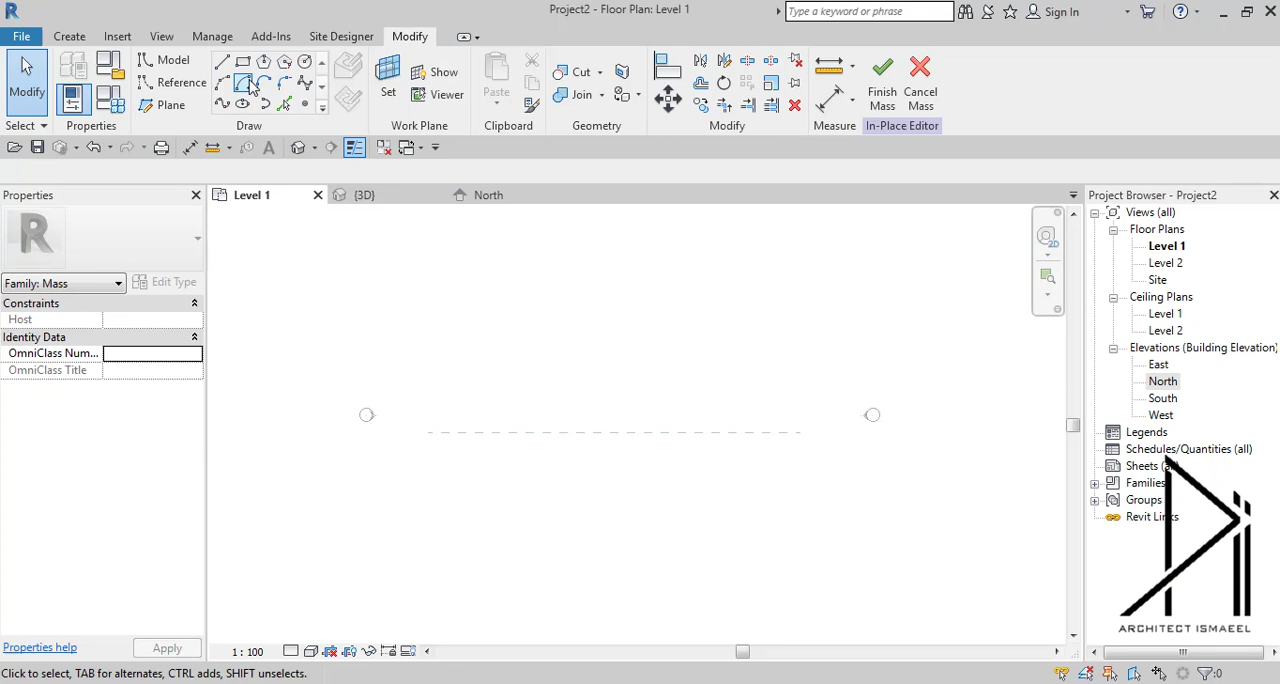 Project2 - Floor Plan: Level 1
Type a keyword or phrase
Sign In
File
Create
Insert
View
Manage
Add-Ins
Site Designer
Modify
Modify
Model
Reference
Plane
Set
Show
Viewer
Paste
Cut
Join
Finish Mass
Cancel Mass
Select
Properties
Draw
Work Plane
Clipboard
Geometry
Modify
Measure
In-Place Editor
Properties
Level 1
{3D}
North
Project Browser - Project2
R
Family: Mass
Edit Type
Constraints
Host
Identity Data
OmniClass Num...
OmniClass Title
2D
Views (all)
Floor Plans
Level 1
Level 2
Site
Ceiling Plans
Level 1
Level 2
Elevations (Building Elevation)
East
North
South
West
Legends
Schedules/Quantities (all)
Sheets (all)
Families
Groups
Revit Links
ARCHITECT ISMAEEL
Properties help
Apply
1 : 100
Click to select, TAB for alternates, CTRL adds, SHIFT unselects.
:0